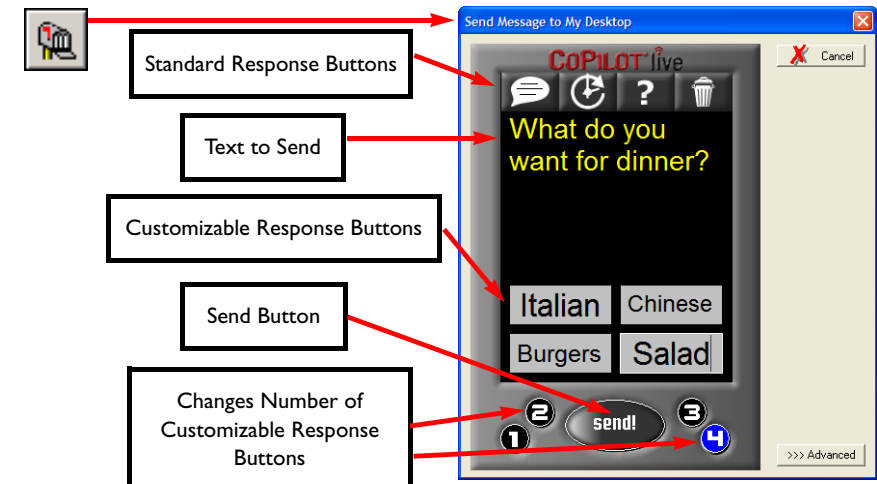 Send Message to My Desktop
Cancel
CoPilot live
?
Standard Response Buttons
What do you
want for dinner?
Text to Send
Customizable Response Buttons
Italian
Chinese
Burgers
Salad
Send Button
send!
1
2
3
4
Changes Number of
Customizable Response
Buttons
>>> Advanced